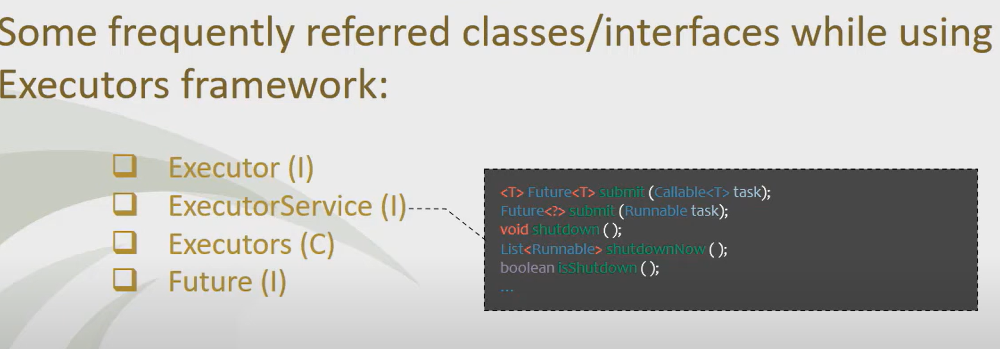 Some frequently referred classes/interfaces while using
Executors framework:
Executor (I)
ExecutorService (I)
Executors (C)
Future (I)
<T> Future<T> submit (Callable<T> task);
Future<?> submit (Runnable task);
void shutdown ( );
List<Runnable> shutdownNow ( );
boolean isShutdown ( );
...